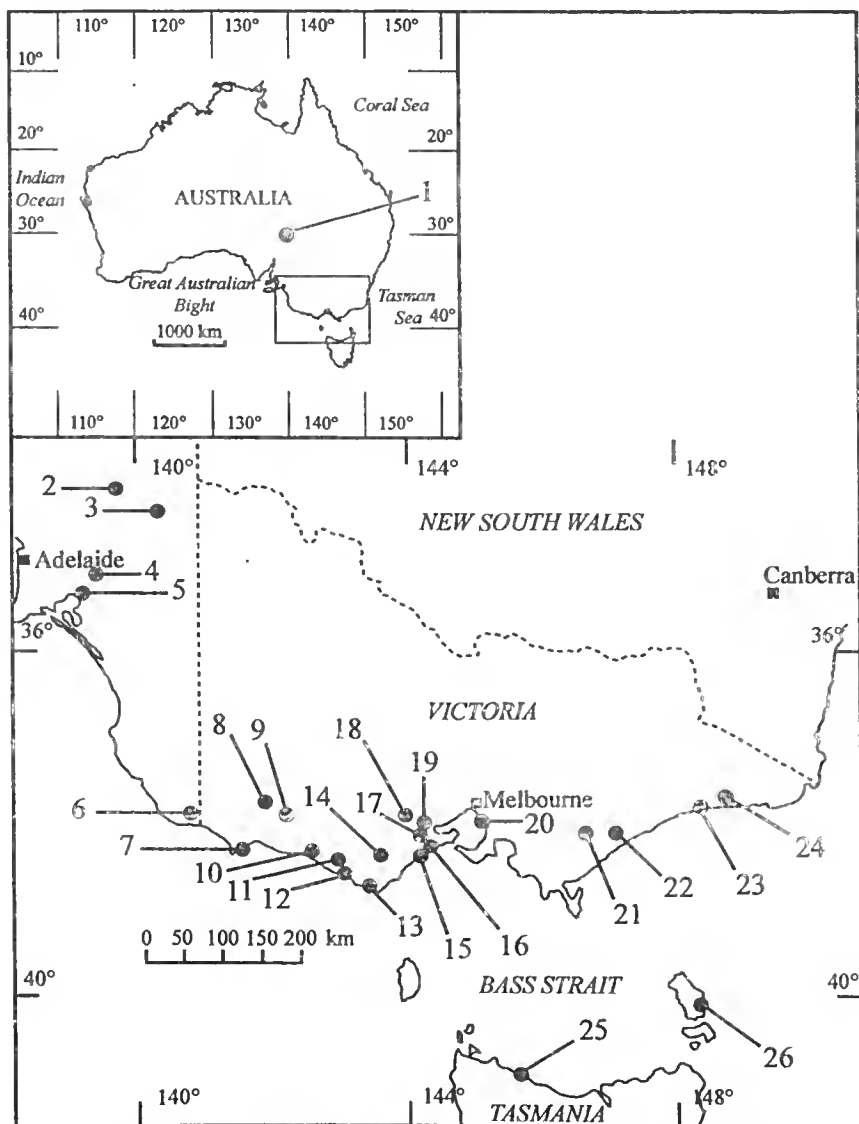 110° 120° 130° 140° 150°
10°
Coral Sea
20° 20°
Indian
Ocean
AUSTRALIA
1
30° 30°
Great Australian
Bight
Tasman
Sea
40° 40°
1000 km
110° 120° 130° 140° 150°
140° 144° 148°
2
3
NEW SOUTH WALES
Adelaide
4
Canberra
5
36° 36°
VICTORIA
8 9 18
19
14 17 Melbourne
6 20
7 24
10 23
11 22
12 21
13 15 16
0 50 100 150 200 km
BASS STRAIT
40° 40°
25
26
140° 144° 148°
TASMANIA